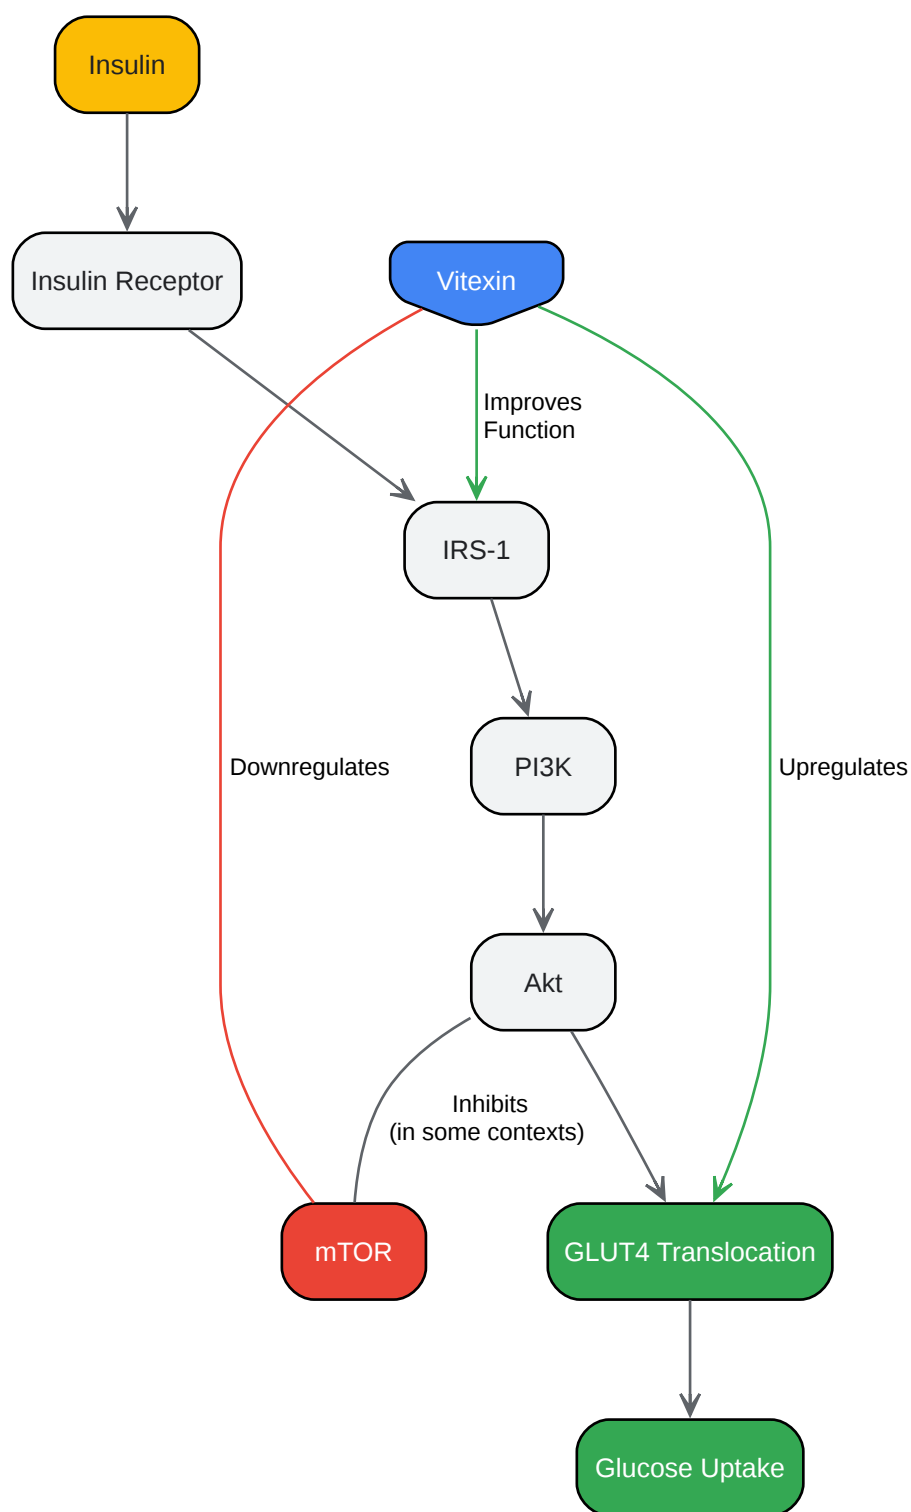 Insulin
Insulin Receptor
Vitexin
Improves
Function
IRS-1
PI3K
Downregulates
Upregulates
Akt
Inhibits
(in some contexts)
mTOR
GLUT4 Translocation
Glucose Uptake